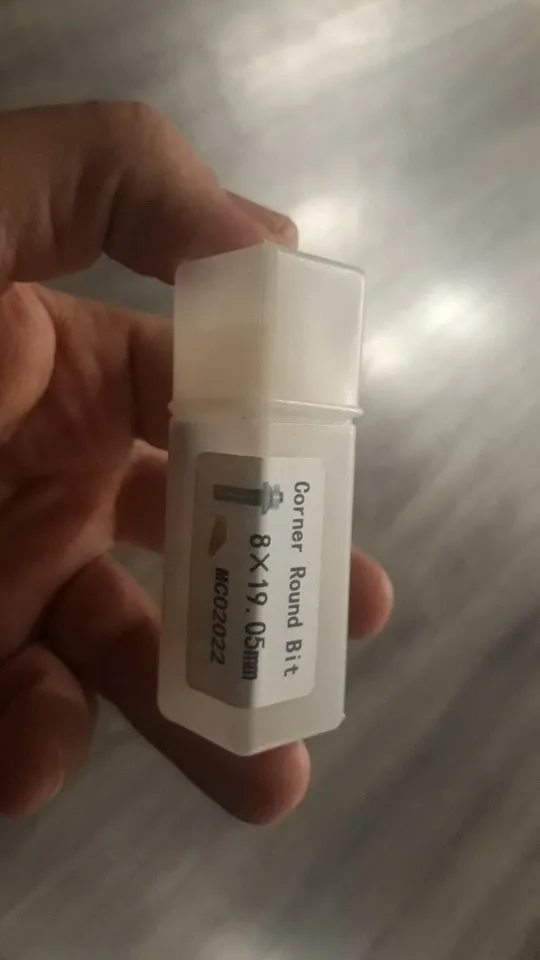 Corner Round Bit
8×19.05mm
MC02022